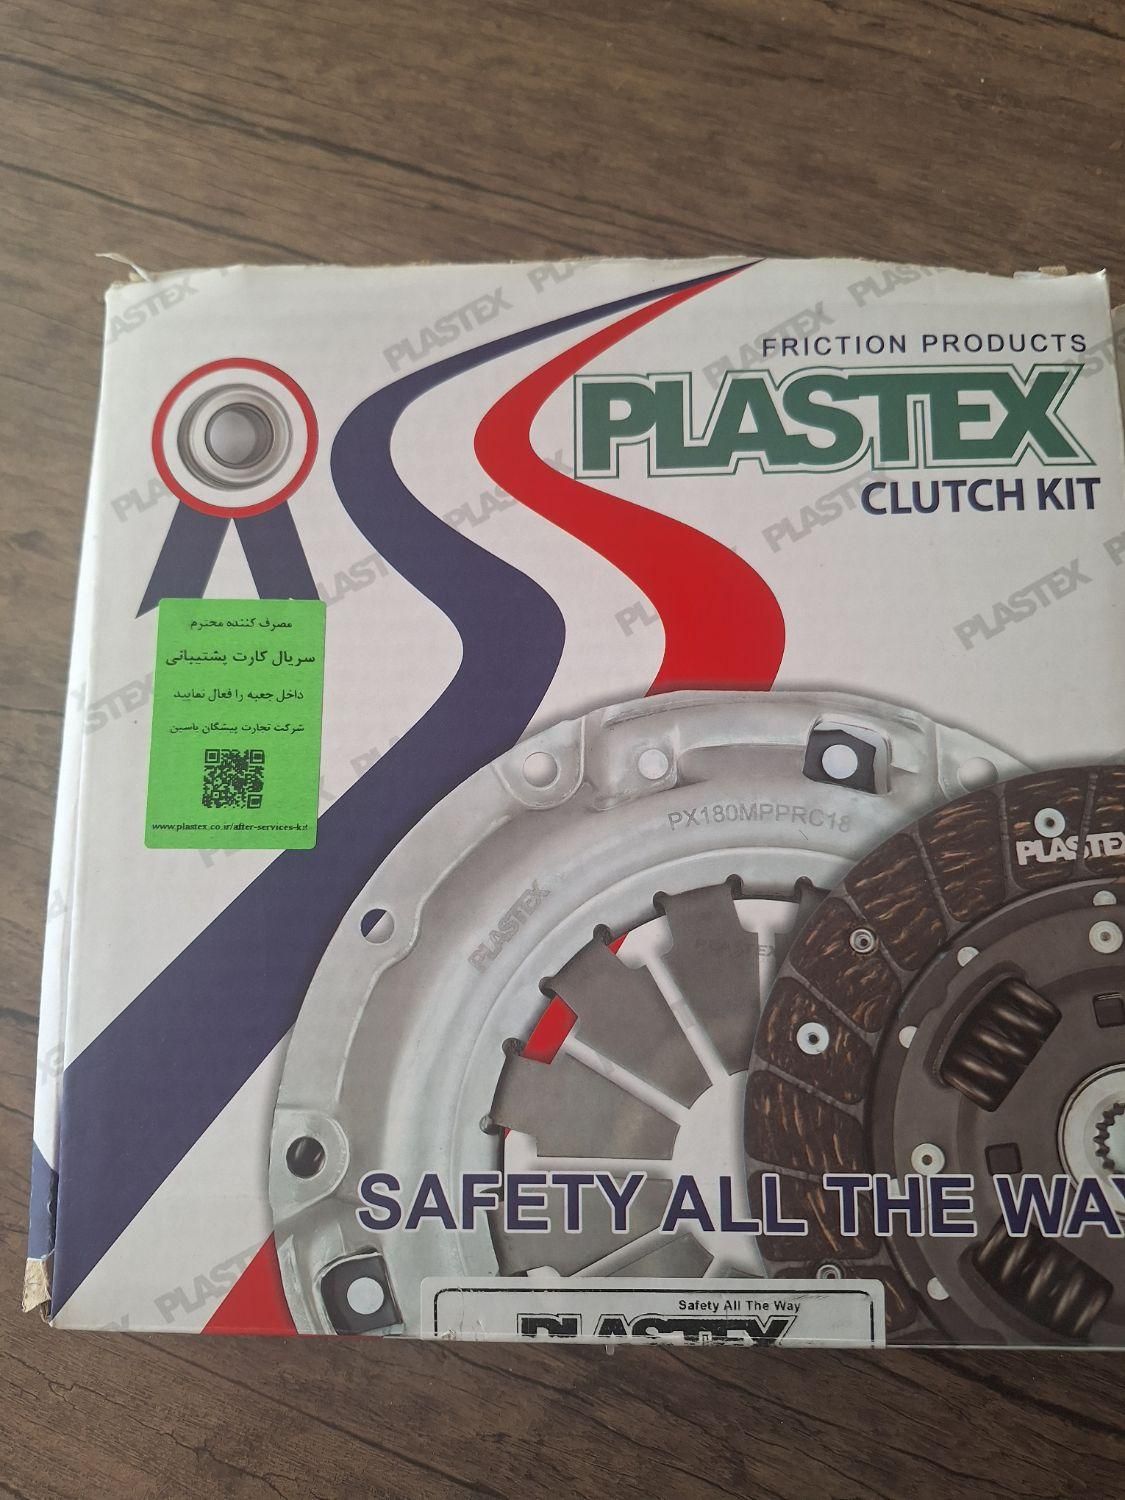 FRICTION PRODUCTS
PLASTEX
CLUTCH KIT
مصرف کننده محترم
سریال کارت پشتیبانی
داخل جعبه را فعال نمایید
شرکت تجارت پیشگان یاسین
www.plastex.co.ir/after-services-kit
PX180MPPRC18
PLASTEX
PLASTEX
PLASTE
SAFETY ALL THE WAY
Safety All The Way
PLASTEX